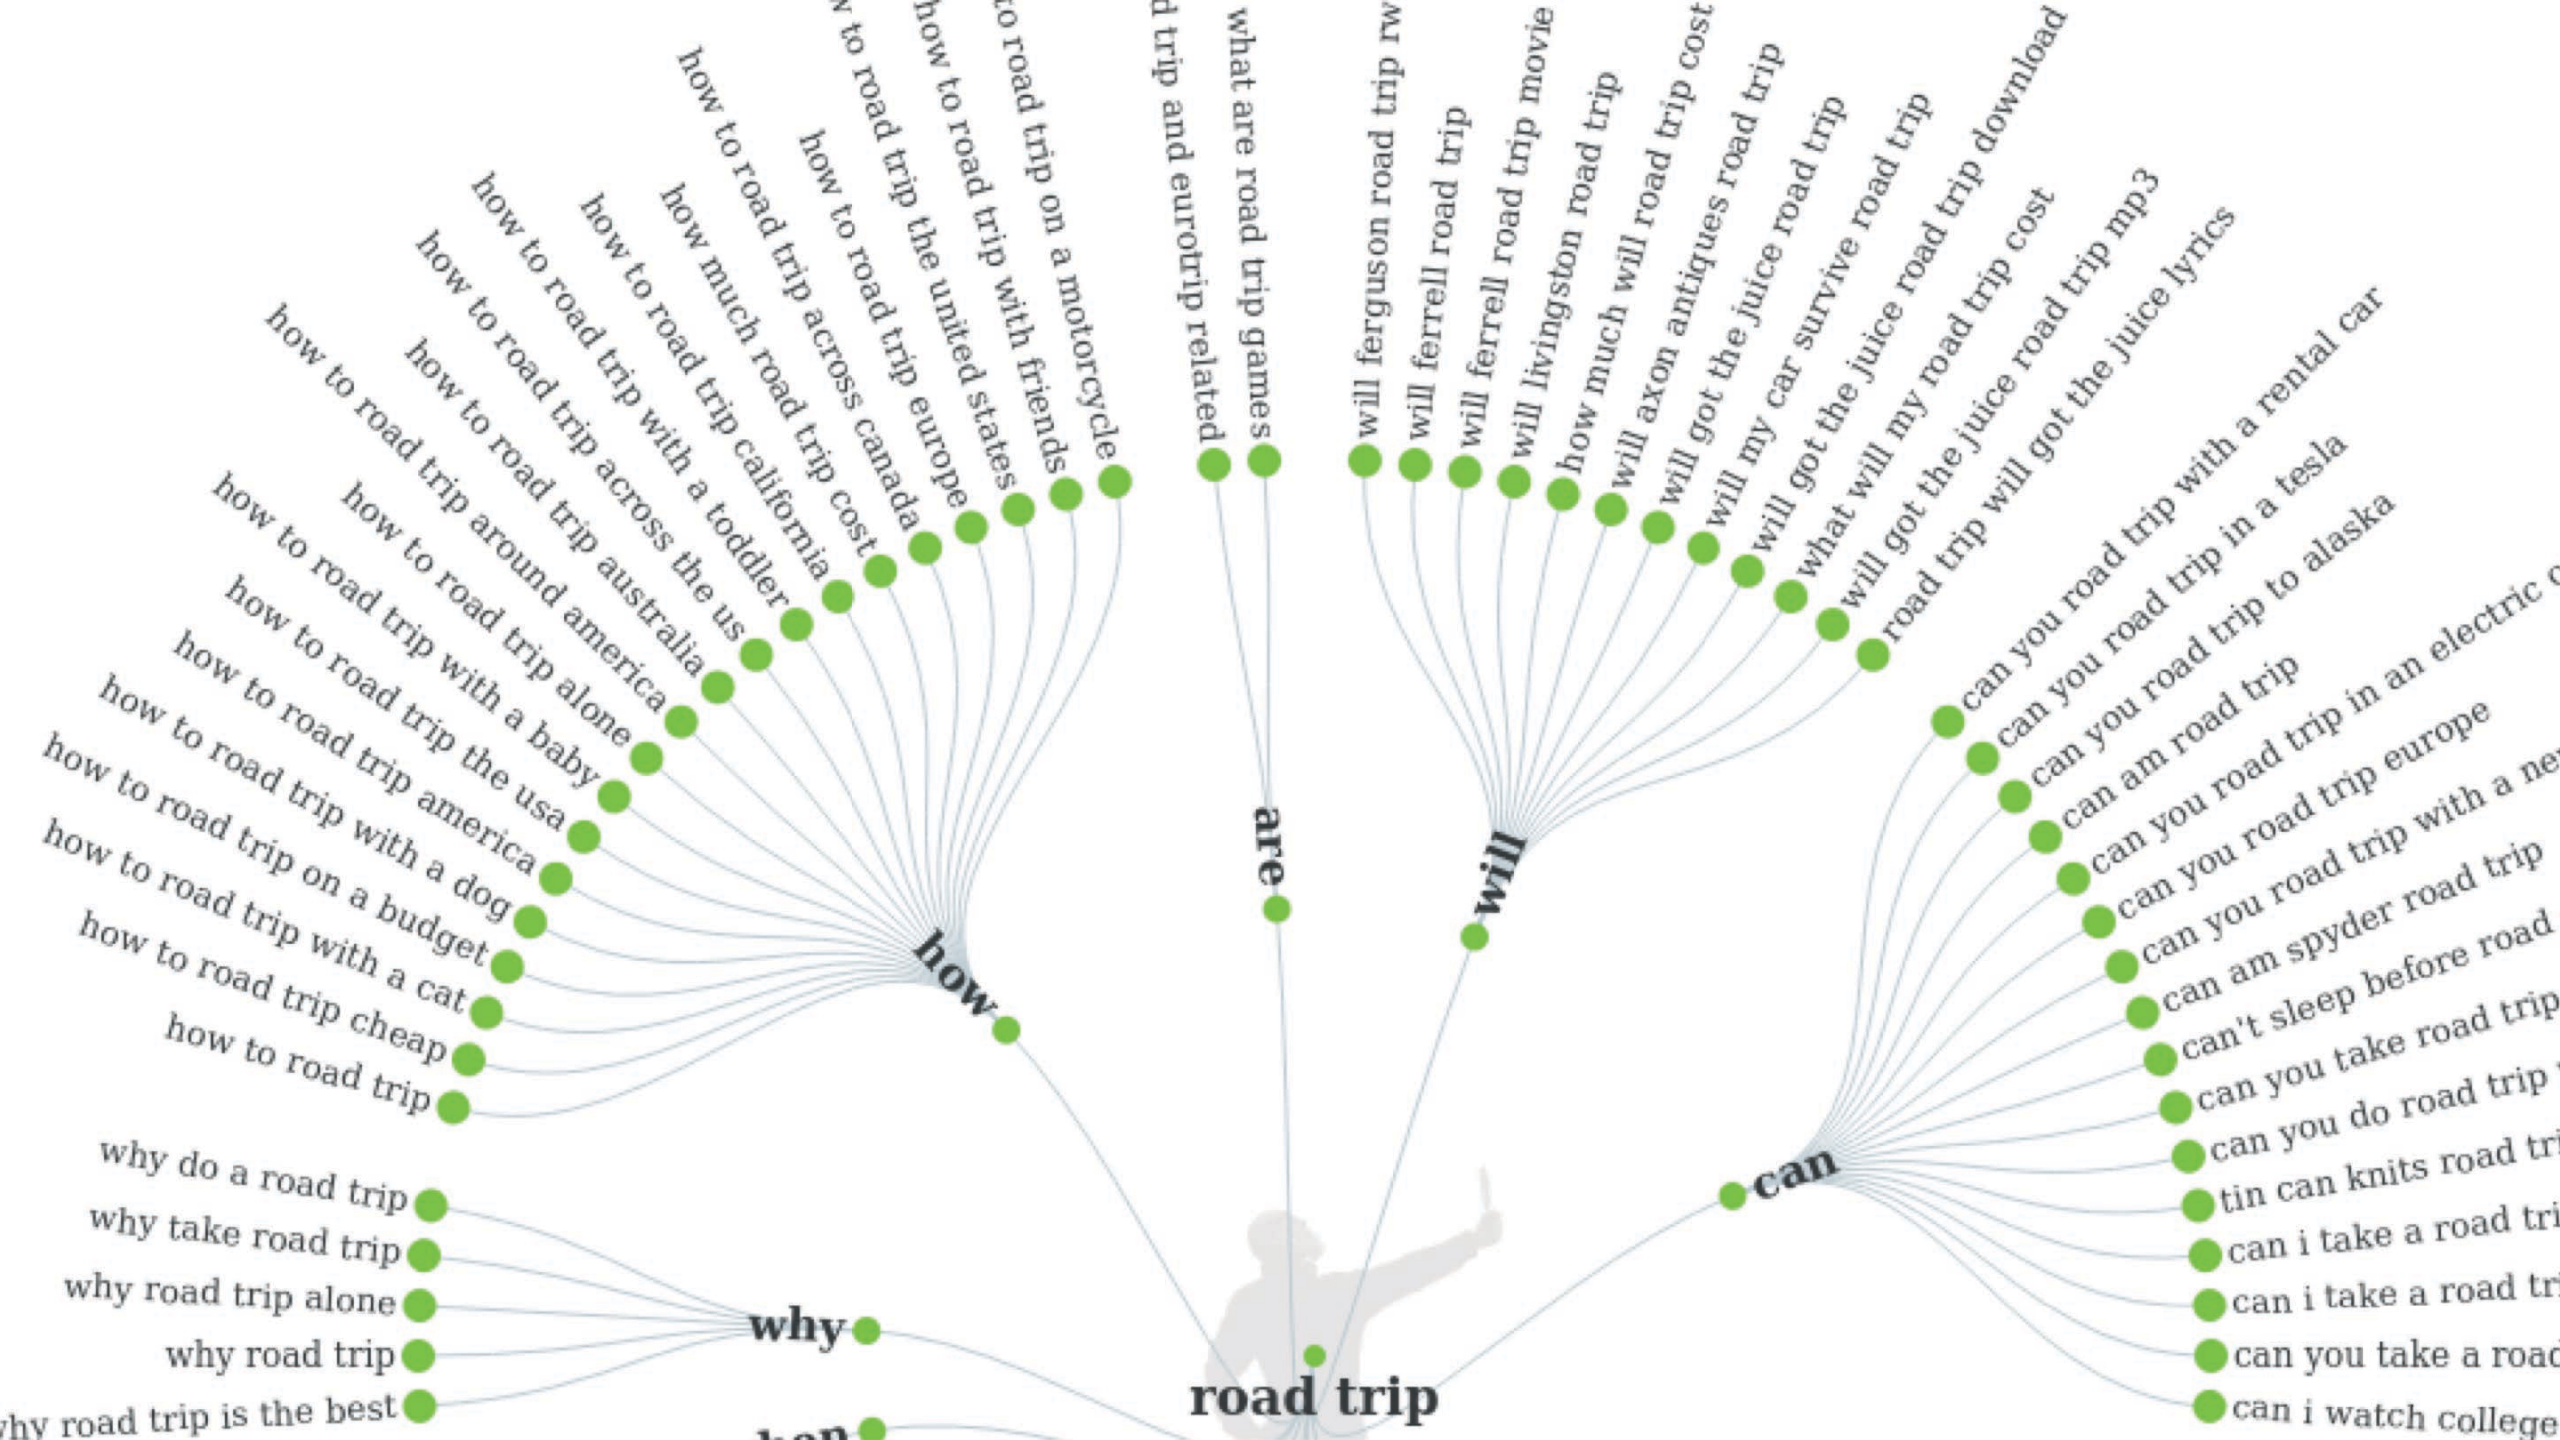 how to road trip
how to road trip cheap
how to road trip with a cat
how to road trip on a budget
how to road trip with a dog
how to road trip america
how to road trip the usa
how to road trip with a baby
how to road trip alone
how to road trip around america
how to road trip australia
how to road trip across the us
how to road trip with a toddler
how to road trip california
how much road trip cost
how to road trip across canada
how to road trip europe
to road trip the united states
how to road trip with friends
to road trip on a motorcycle
how
trip and eurotrip related
what are road trip games
are
will ferguson road trip rw
will ferrell road trip
will ferrell road trip movie
will livingston road trip
how much will road trip cost
will axon antiques road trip
will got the juice road trip
will my car survive road trip
will got the juice road trip download
what will my road trip cost
will got the juice road trip mp3
road trip will got the juice lyrics
will
can you road trip with a rental car
can you road trip in a tesla
can you road trip to alaska
can am road trip
can you road trip in an electric
can you road trip europe
can you road trip with a
can am spyder road trip
can't sleep before road
can you take road trip
can you do road trip
tin can knits road
can i take a road
can i take a road
can you take a
can i watch college
can
why do a road trip
why take road trip
why road trip alone
why road trip
road trip is the best
why
road trip